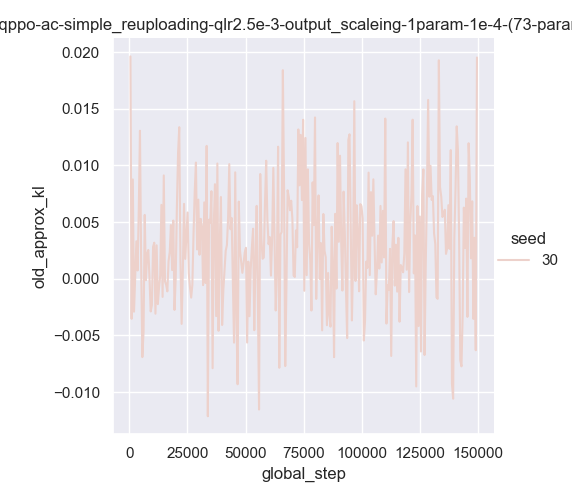 qppo-ac-simple_reuploading-qlr2.5e-3-output_scaleing-1param-1e-4-(73-param
0.020
0.015
0.010
0.005
0.000
−0.005
−0.010
old_approx_kl
0 25000 50000 75000 100000 125000 150000
global_step
seed
30